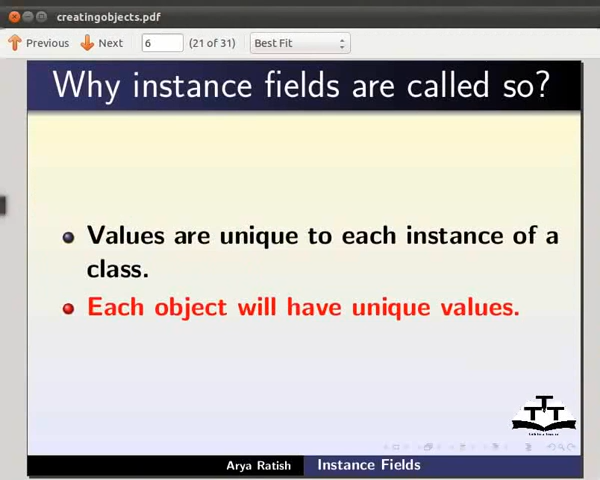 creatingobjects.pdf
Previous Next 6 (21 of 31) Best Fit
Why instance fields are called so?
Values are unique to each instance of a
class.
Each object will have unique values.
TTT
Arya Ratish Instance Fields